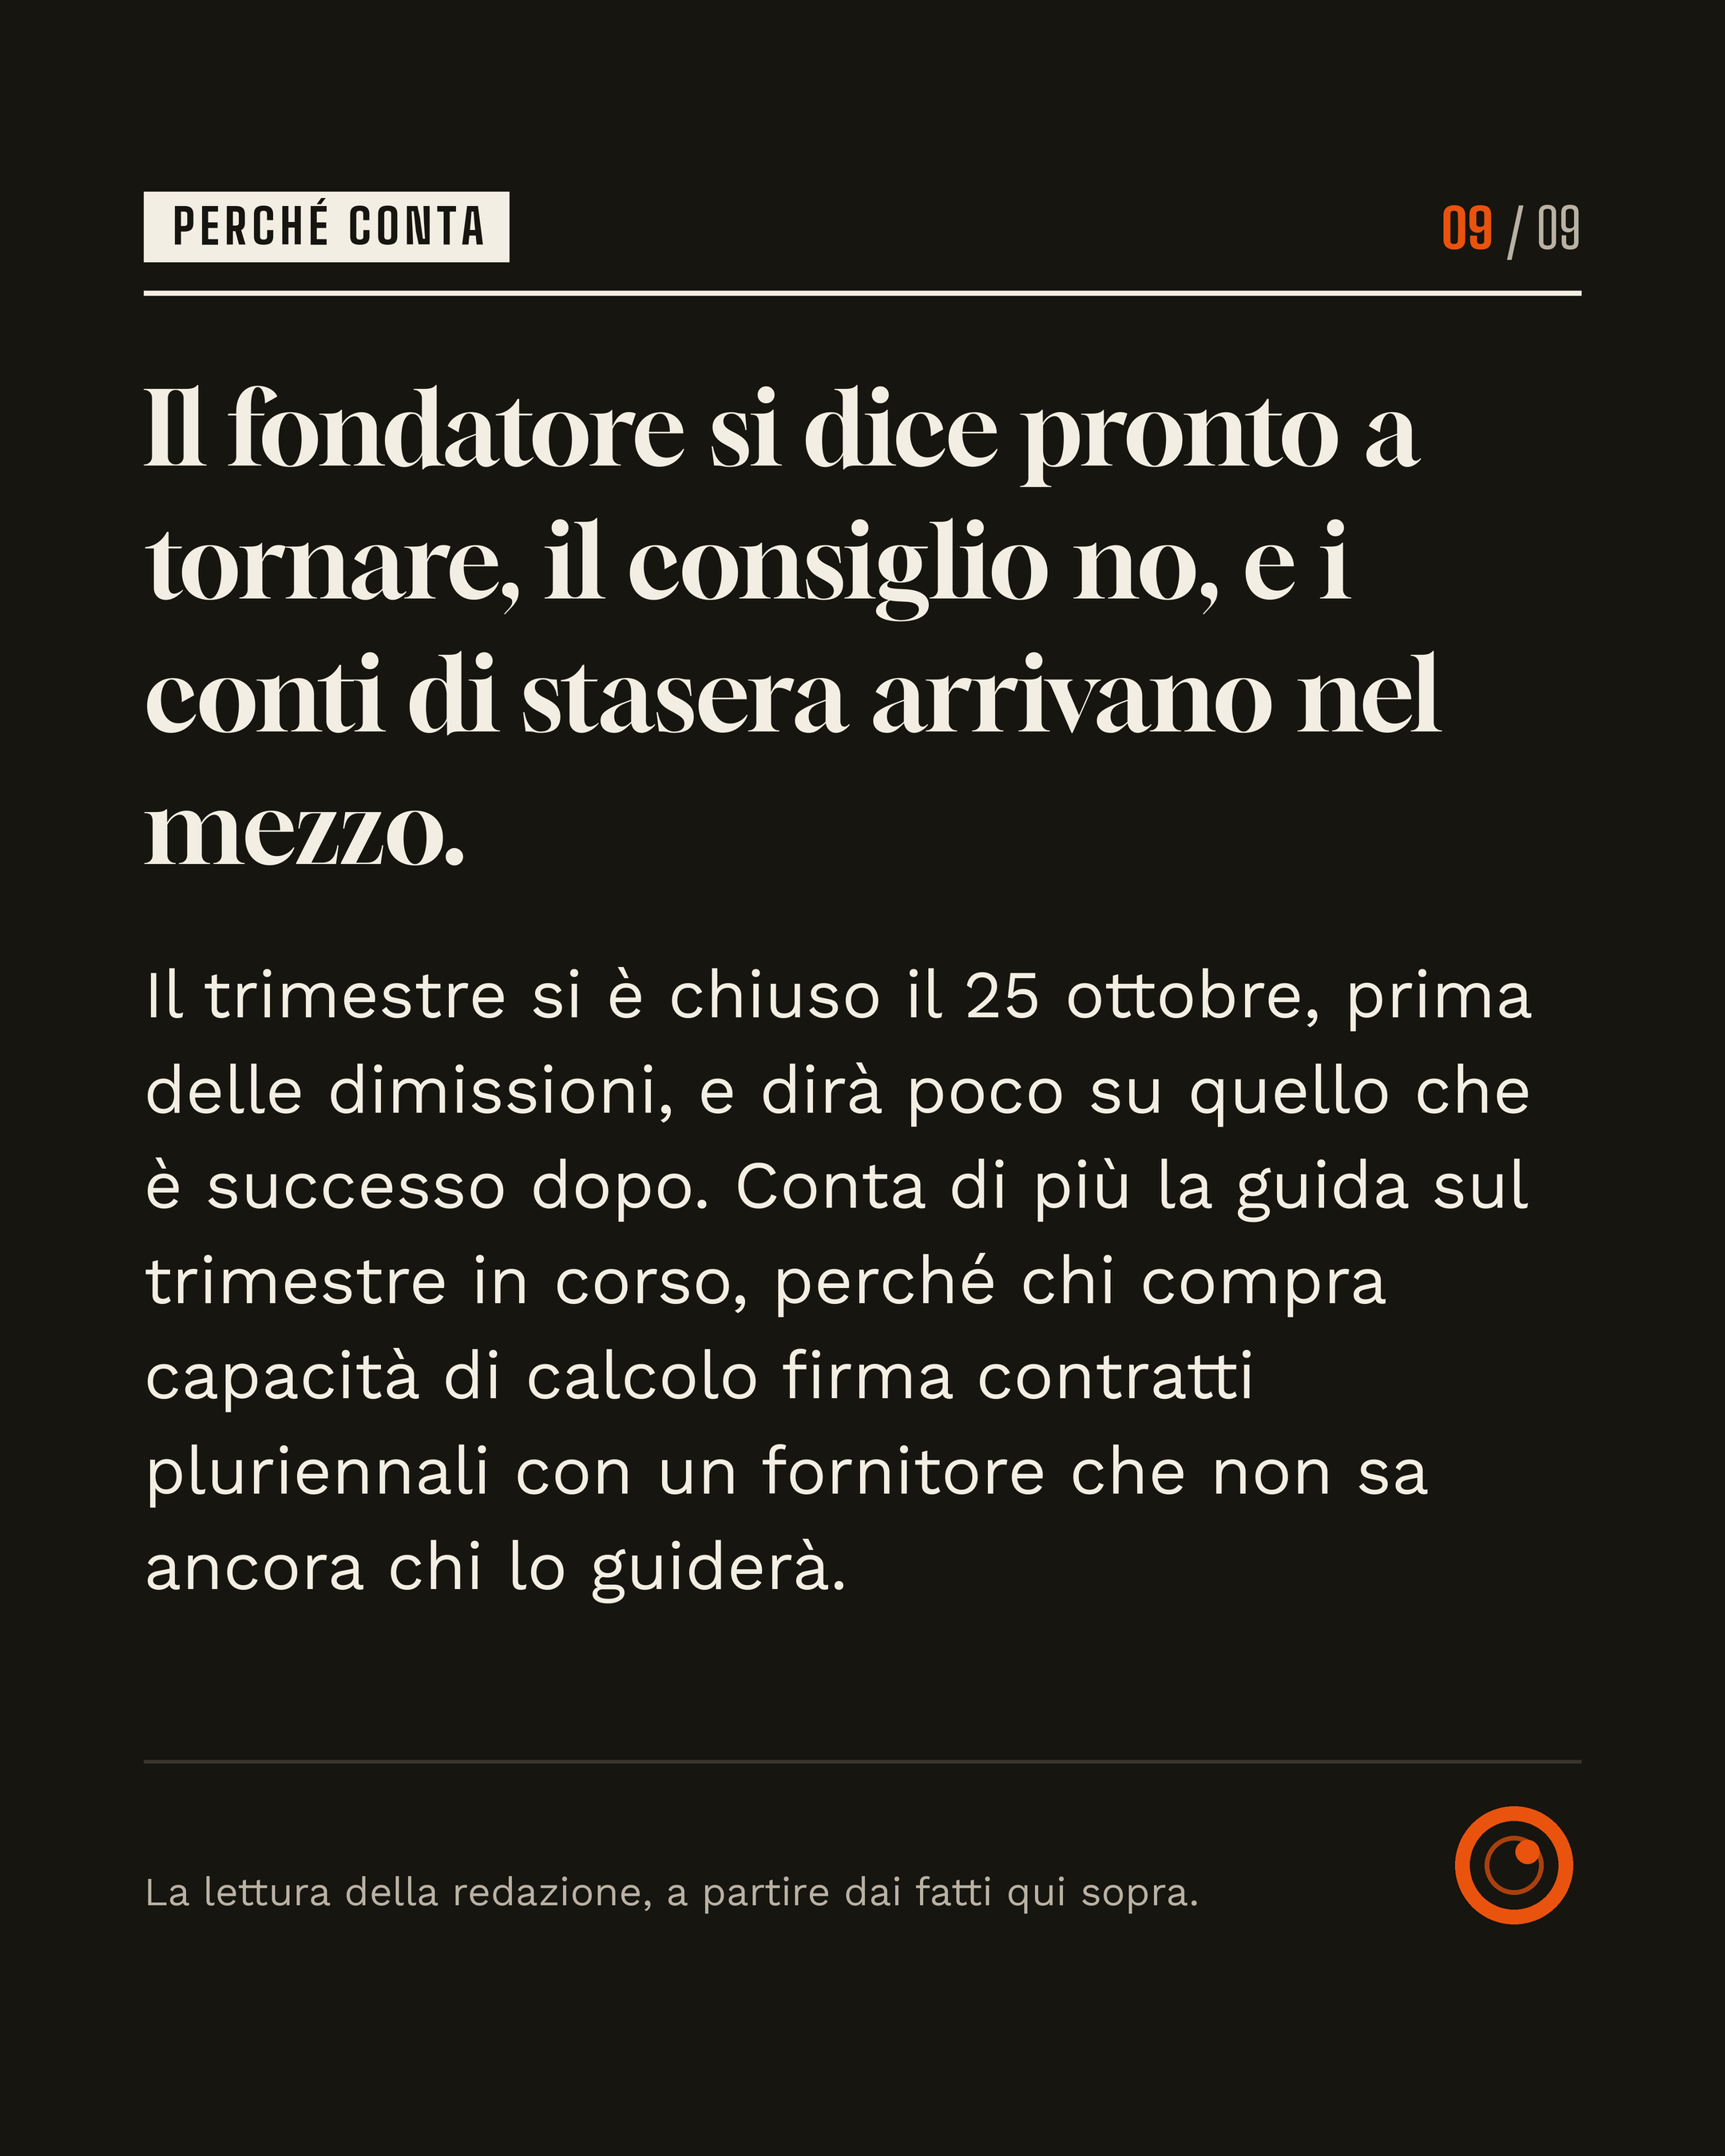 PERCHÉ CONTA
09 / 09
Il fondatore si dice pronto a
tornare, il consiglio no, e i
conti di stasera arrivano nel
mezzo.
Il trimestre si è chiuso il 25 ottobre, prima
delle dimissioni, e dirà poco su quello che
è successo dopo. Conta di più la guida sul
trimestre in corso, perché chi compra
capacità di calcolo firma contratti
pluriennali con un fornitore che non sa
ancora chi lo guiderà.
La lettura della redazione, a partire dai fatti qui sopra.